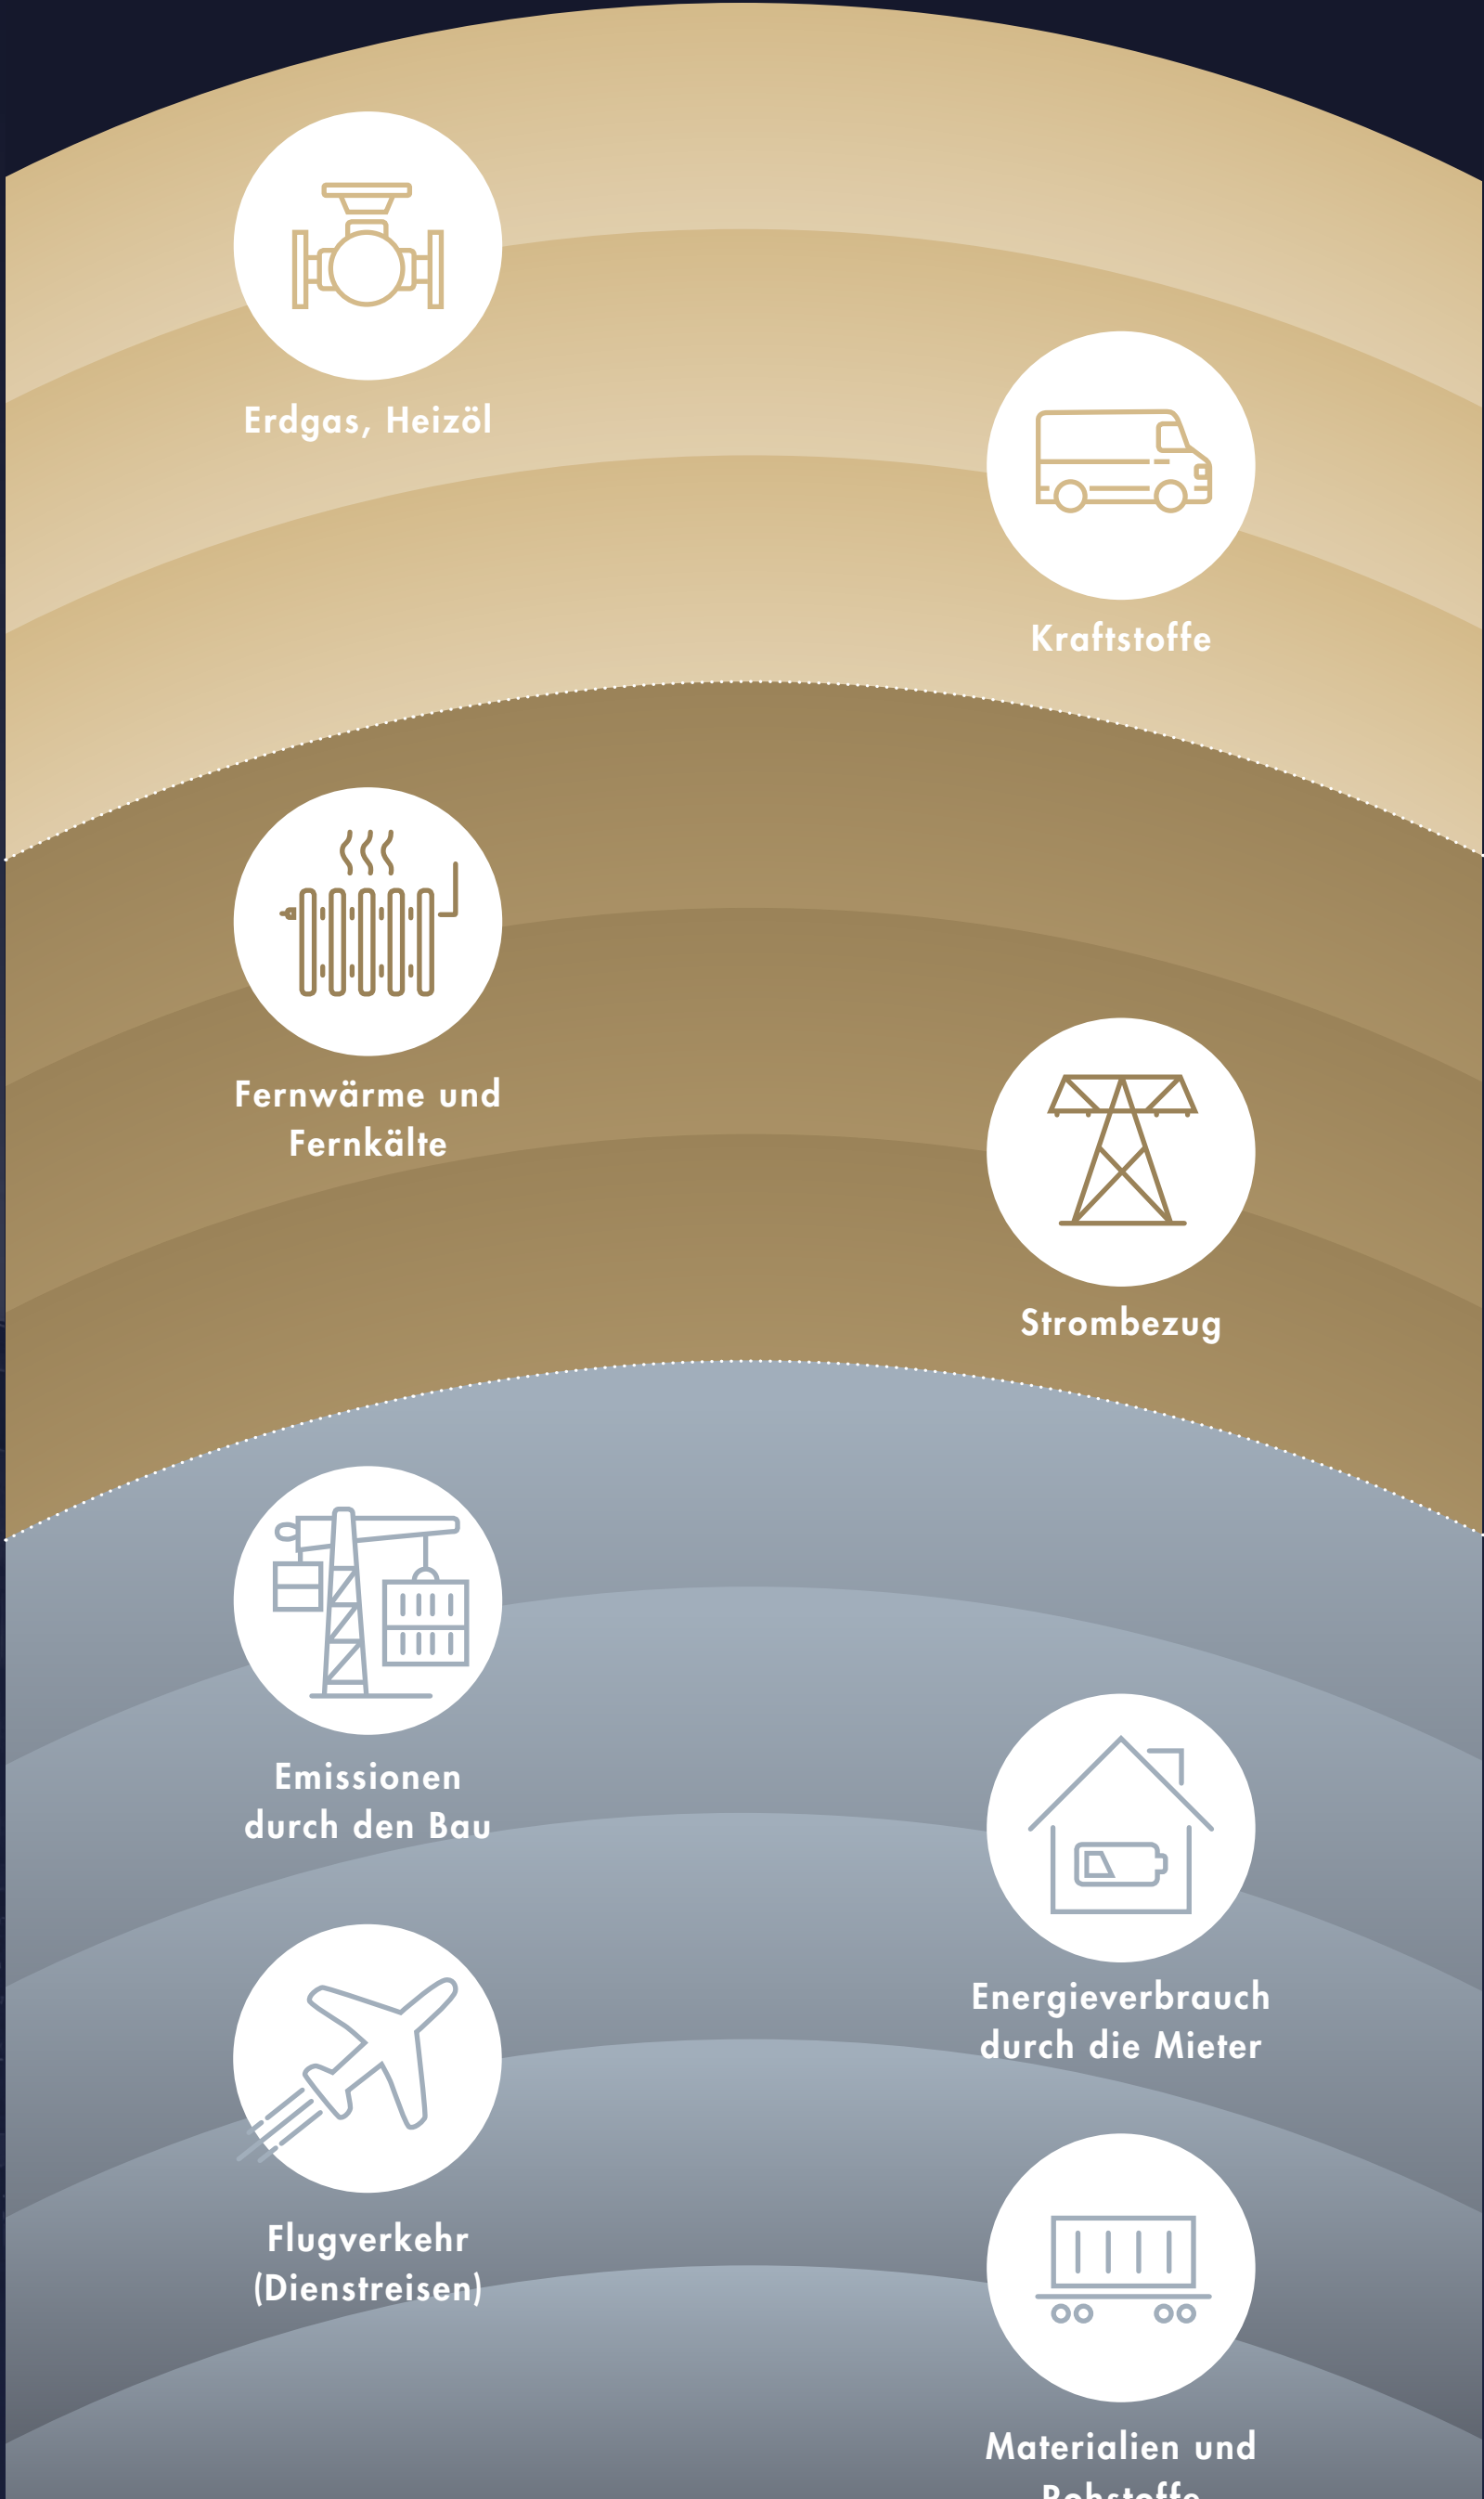 Erdgas, Heizöl
Kraftstoffe
Fernwärme und
Fernkälte
Strombezug
Emissionen
durch den Bau
Energieverbrauch
durch die Mieter
Flugverkehr
(Dienstreisen)
Materialien und
Rohstoffe